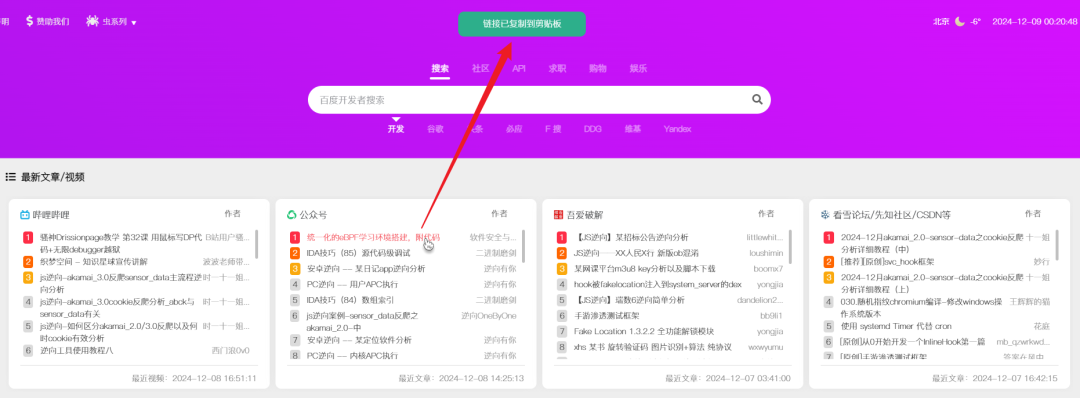 明 赞助我们 虫系列
链接已复制到剪贴板
北京 -6° 2024-12-09 00:20:48
搜索 社区 API 求职 购物 娱乐
百度开发者搜索
开发 谷歌 条 必应 F 搜 DDG 维基 Yandex
最新文章/视频
哔哩哔哩 作者
1 骚神Drissionpage教学 第32课 用鼠标写DP代 B站用户骚...
码+无限debugger越狱
2 织梦空间 - 知识星球宣传讲解 波波老师带...
3 js逆向-akamai_3.0反爬sensor_data主流程逆 时一十一姐...
向分析
4 js逆向-akamai_3.0cookie反爬分析_abck与 时一十一姐...
sensor_data有关
5 js逆向-如何区分akamai_2.0/3.0反爬以及何 时一十一姐...
时cookie有效分析
6 逆向工具使用教程八 西门浪0v0
最近视频：2024-12-08 16:51:11
公众号 作者
1 统一化的eBPF学习环境搭建，附代码 软件安全与...
2 IDA技巧（85）源代码级调试 二进制磨剑
3 安卓逆向 — 某日记app逆向分析 逆向有你
4 PC逆向 — 用户APC执行 逆向有你
5 IDA技巧（84）数组索引 二进制磨剑
6 js逆向案例-sensor_data反爬之 逆向OneByOne
akamai_2.0-中
7 安卓逆向 — 某定位软件分析 逆向有你
8 PC逆向 — 内核APC执行 逆向有你
最近文章：2024-12-08 14:25:13
吾爱破解 作者
1 【JS逆向】某招标公告逆向分析 littlewhit...
2 JS逆向——XX人民X行 新版ob混淆 loushimin
3 某网课平台m3u8 key分析以及脚本下载 boomx7
4 hook被fakelocation注入到system_server的dex yongjia
5 【JS逆向】瑞数6逆向简单分析 dandelion2...
6 手游渗透测试框架 bb9li1
7 Fake Location 1.3.2.2 全功能解锁模块 yongjia
8 xhs 某书 旋转验证码 图片识别+算法 纯协议 wxwyumu
最近文章：2024-12-07 03:41:00
看雪论坛/先知社区/CSDN等 作者
1 2024-12月akamai_2.0-sensor-data之cookie反爬 十一姐
分析详细教程（中）
2 [推荐][原创]svc_hook框架 妙行
3 2024-12月akamai_2.0-sensor-data之cookie反爬 十一姐
分析详细教程（上）
4 030.随机指纹chromium编译-修改windows操 王辉辉的猫
作系统版本
5 使用 systemd Timer 代替 cron 花庭
6 [原创]从0开始开发一个InlineHook第一篇 mb_qzwrkwd...
7 [原创]手游渗透测试框架
最近文章：2024-12-07 16:42:15